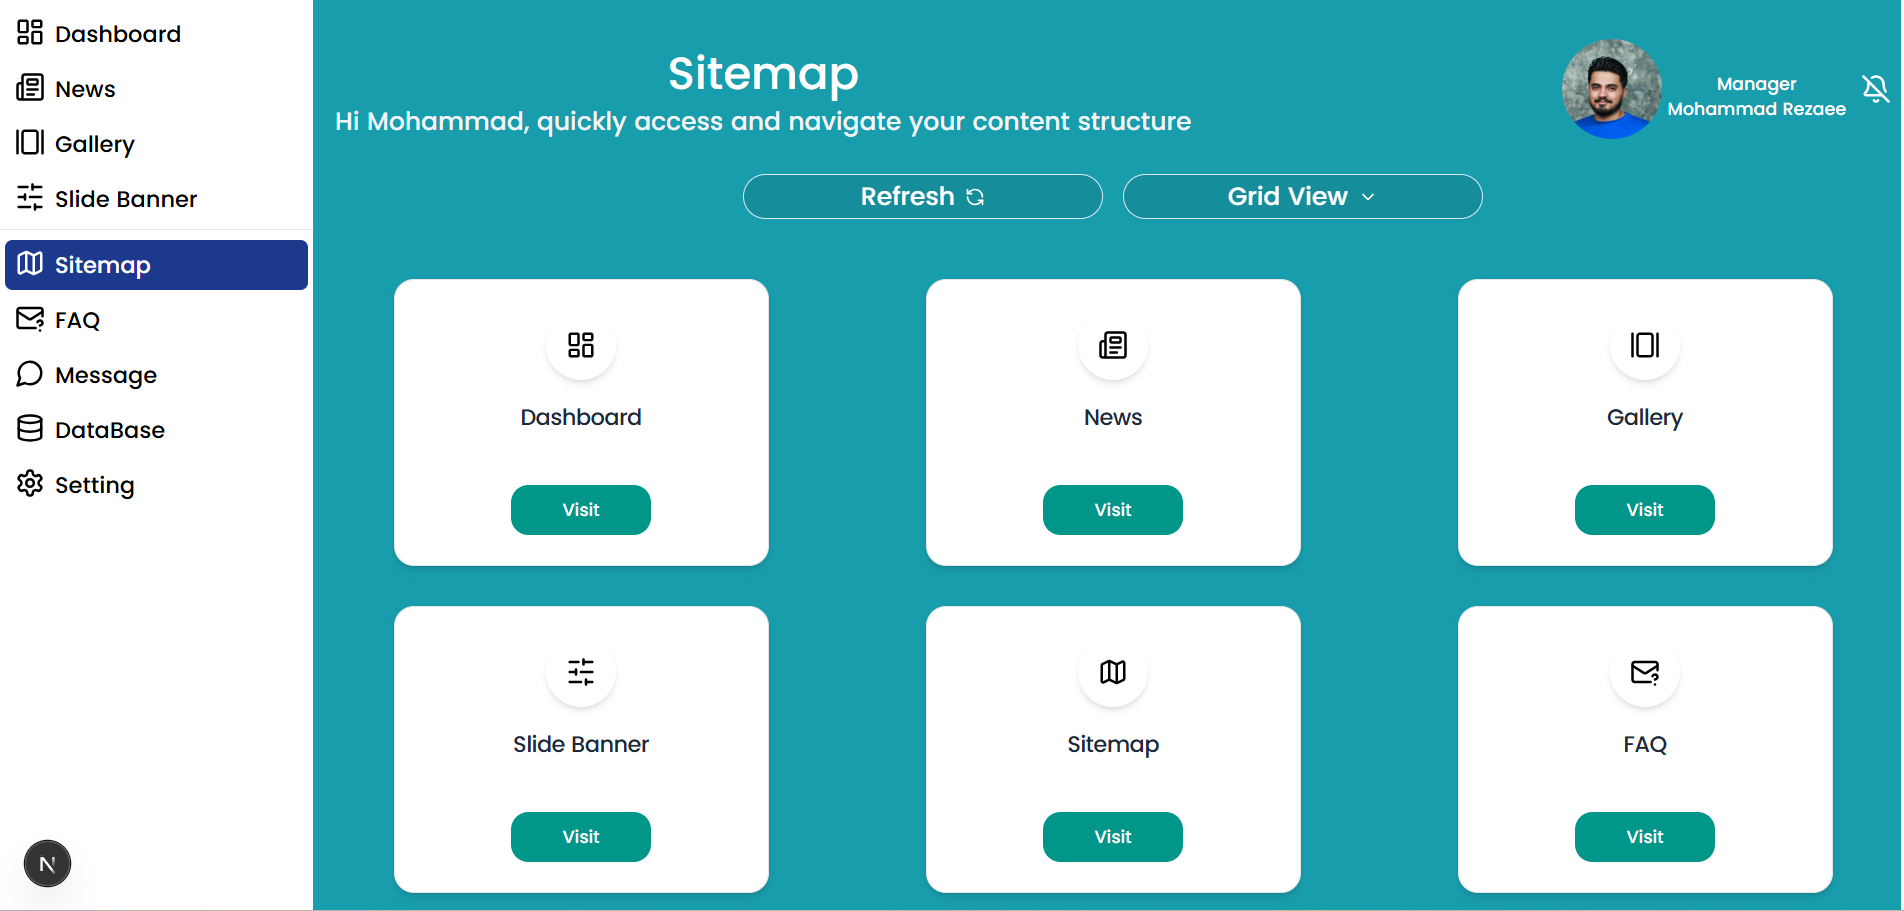 Dashboard
News
Gallery
Slide Banner
Sitemap
FAQ
Message
DataBase
Setting
N
Sitemap
Hi Mohammad, quickly access and navigate your content structure
Manager
Mohammad Rezaee
Refresh
Grid View
Dashboard
Visit
News
Visit
Gallery
Visit
Slide Banner
Visit
Sitemap
Visit
FAQ
Visit